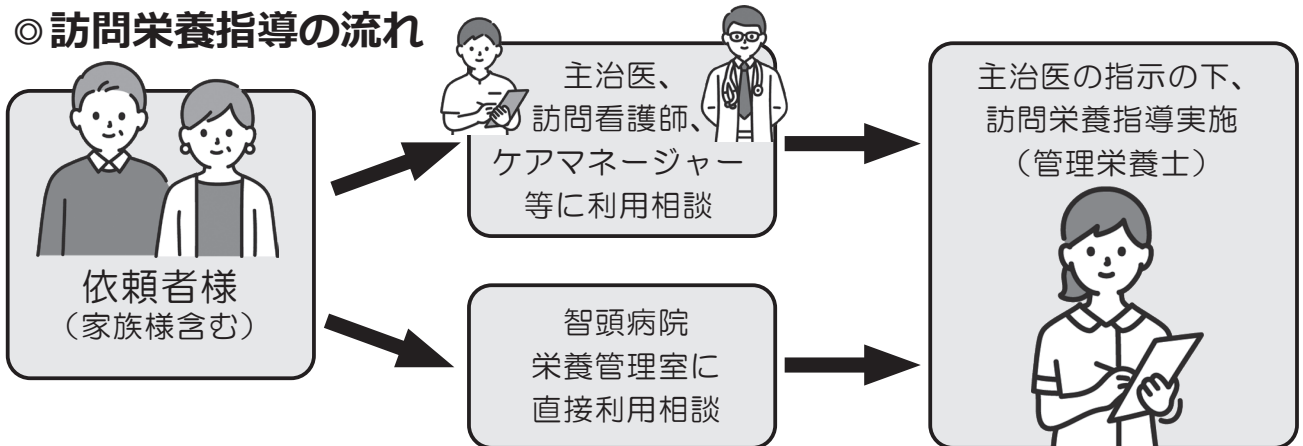 ◎訪問栄養指導の流れ
依頼者様
（家族様含む）
主治医、
訪問看護師、
ケアマネージャー
等に利用相談
智頭病院
栄養管理室に
直接利用相談
主治医の指示の下、
訪問栄養指導実施
（管理栄養士）